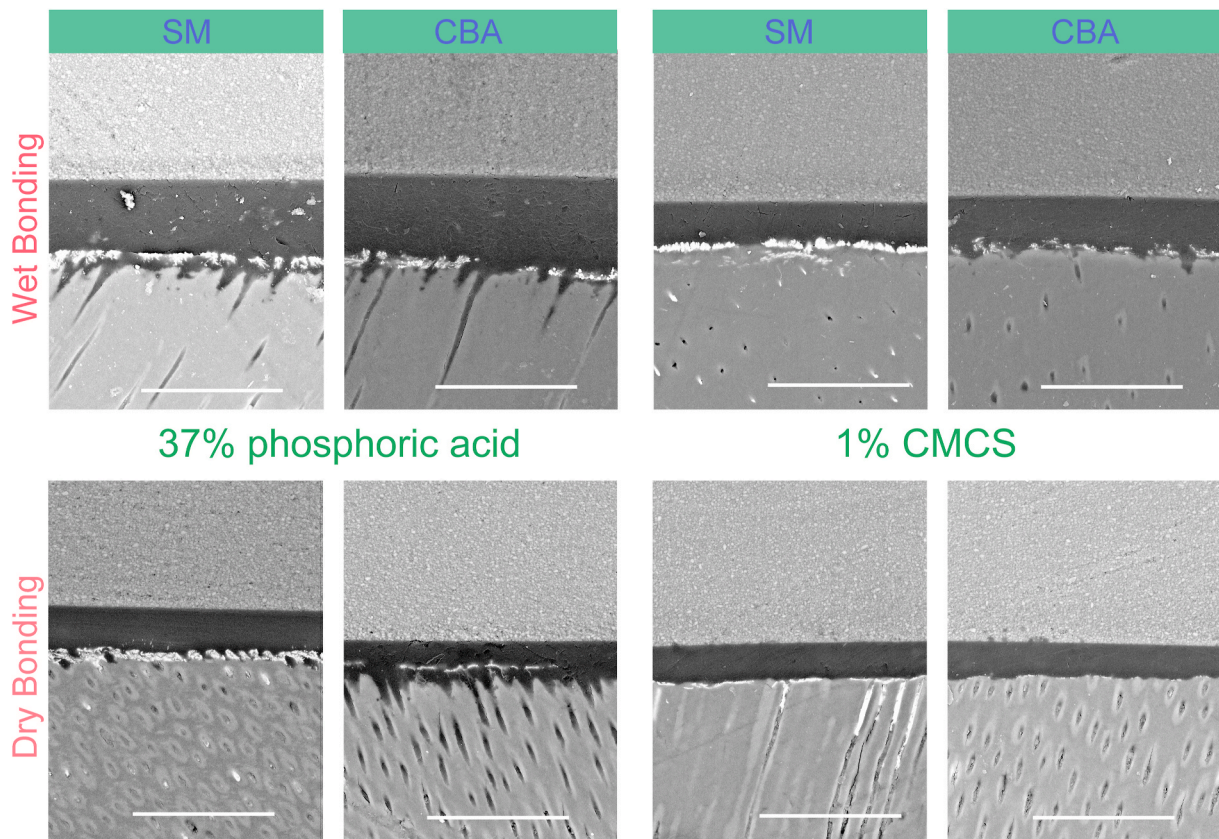 SM
CBA
SM
CBA
Wet Bonding
37% phosphoric acid
1% CMCS
Dry Bonding